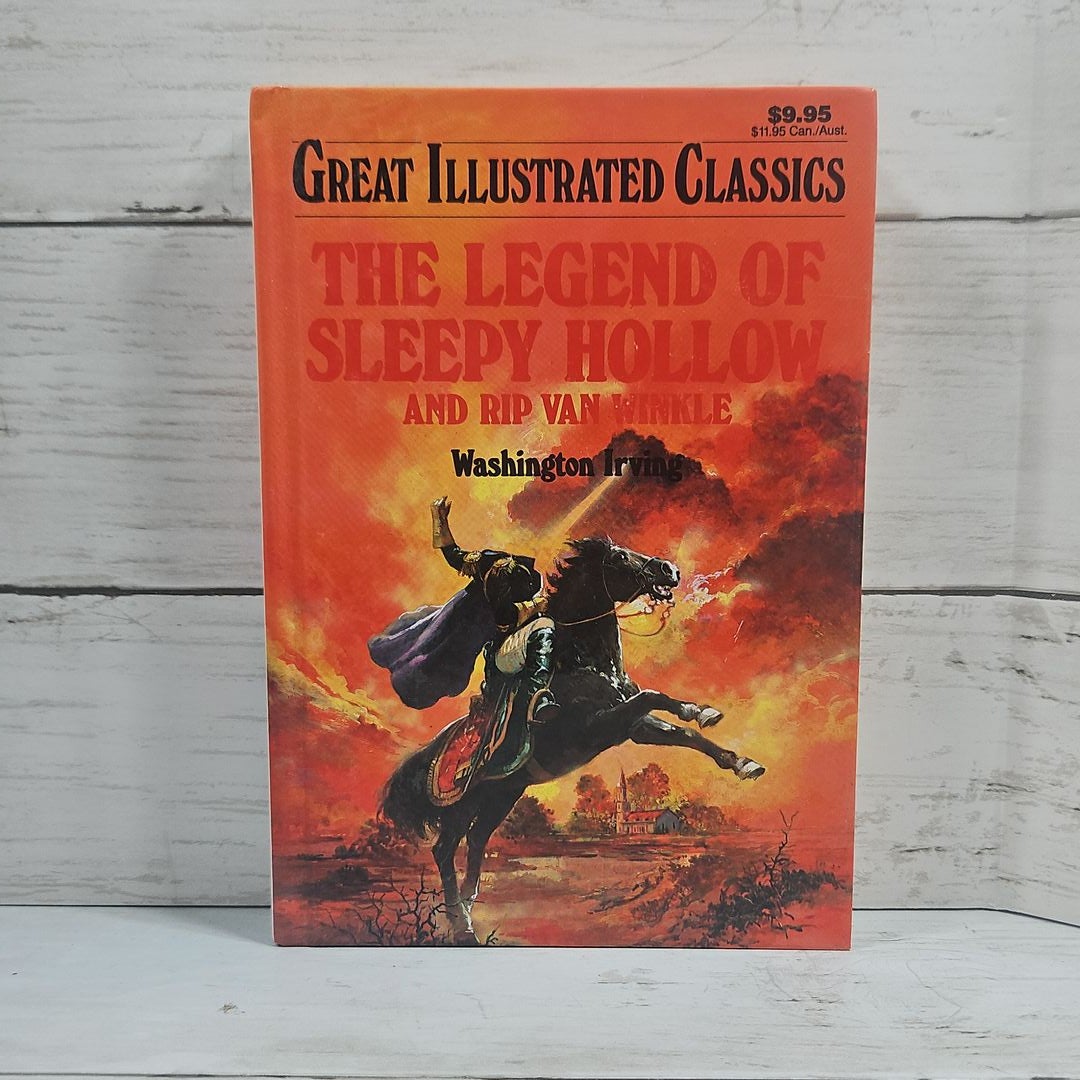 $9.95
$11.95 Can./Aust.
GREAT ILLUSTRATED CLASSICS
THE LEGEND OF
SLEEPY HOLLOW
AND RIP VAN WINKLE
Washington Irving